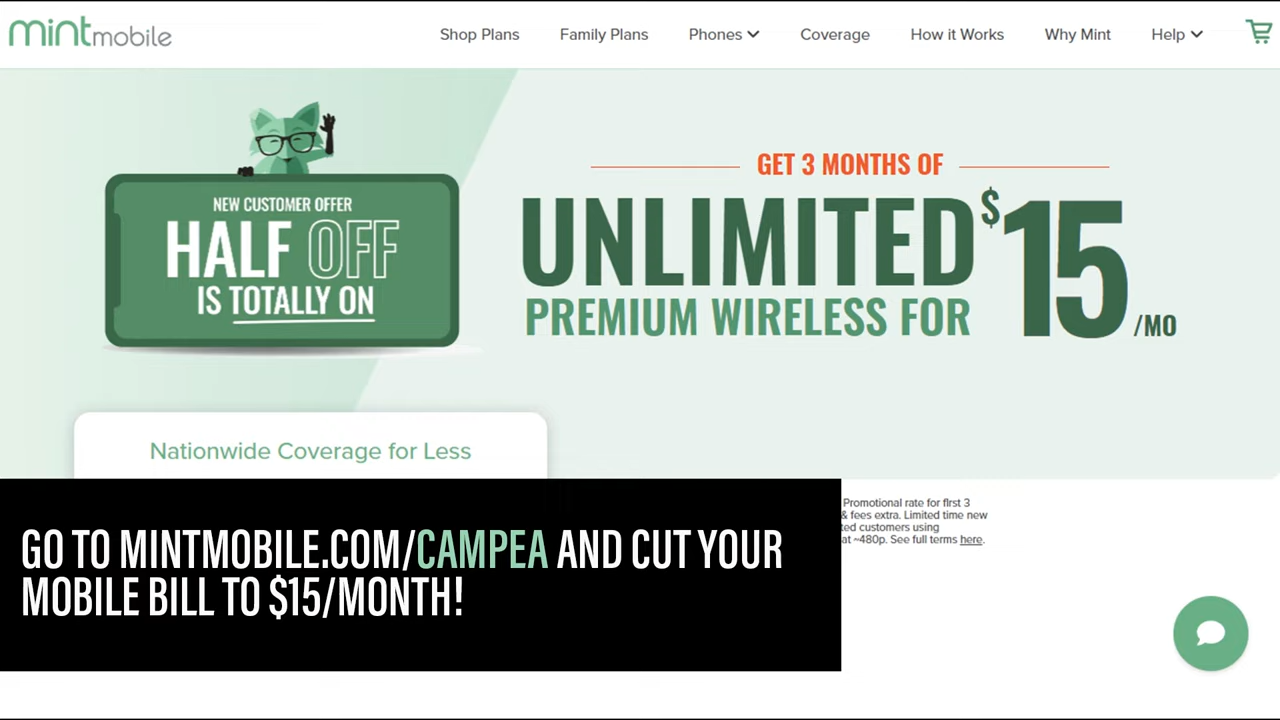 mintmobile
Shop Plans Family Plans Phones Coverage How it Works Why Mint Help
NEW CUSTOMER OFFER
HALF OFF
IS TOTALLY ON
GET 3 MONTHS OF
UNLIMITED
PREMIUM WIRELESS FOR
$15/MO
Nationwide Coverage for Less
Promotional rate for first 3
& fees extra. Limited time new
ted customers using
at ~480p. See full terms here.
GO TO MINTMOBILE.COM/CAMPEA AND CUT YOUR
MOBILE BILL TO $15/MONTH!